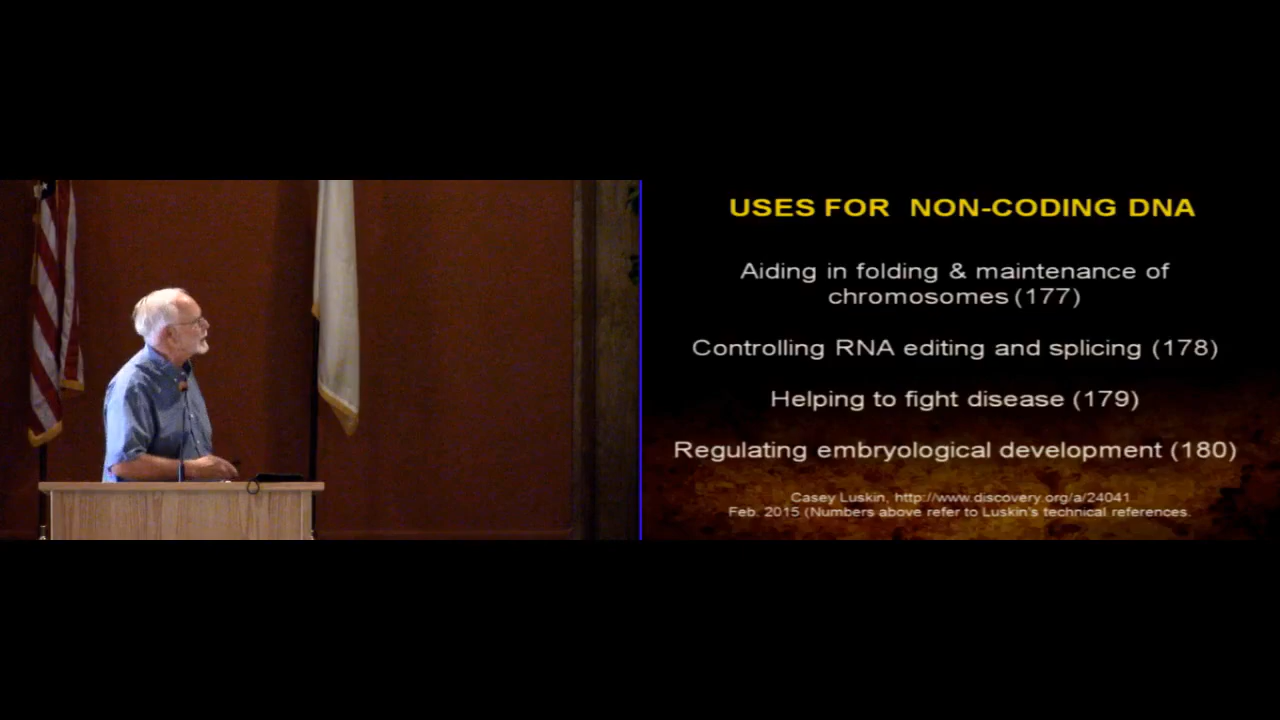 USES FOR NON-CODING DNA
Aiding in folding & maintenance of
chromosomes (177)
Controlling RNA editing and splicing (178)
Helping to fight disease (179)
Regulating embryological development (180)
Casey Luskin, http://www.discovery.org/a/24041
Feb. 2015 (Numbers above refer to Luskin's technical references.